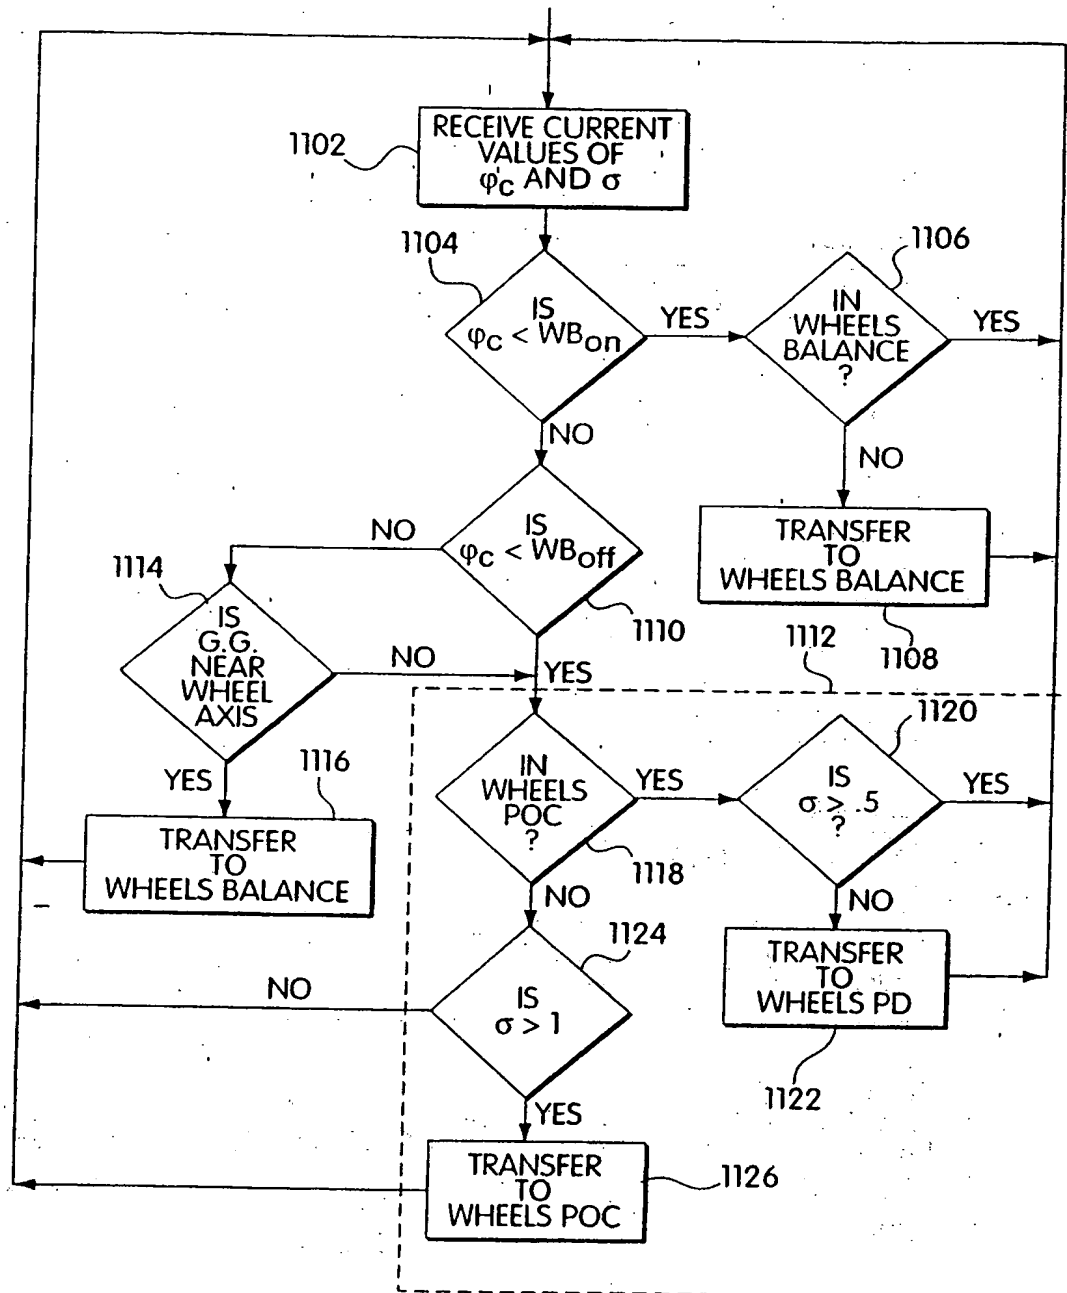 1102
RECEIVE CURRENT
VALUES OF
φc AND σ
1104
IS
φc < WBon
YES
1106
IN
WHEELS
BALANCE
?
YES
NO
NO
TRANSFER
TO
WHEELS BALANCE
1108
NO
IS
φc < WBoff
1110
1112
1114
IS
G.G.
NEAR
WHEEL
AXIS
NO
YES
YES
1116
TRANSFER
TO
WHEELS BALANCE
IN
WHEELS
POC
?
1118
YES
1120
IS
σ > .5
?
YES
NO
NO
TRANSFER
TO
WHEELS PD
1122
1124
IS
σ > 1
NO
YES
TRANSFER
TO
WHEELS POC
1126